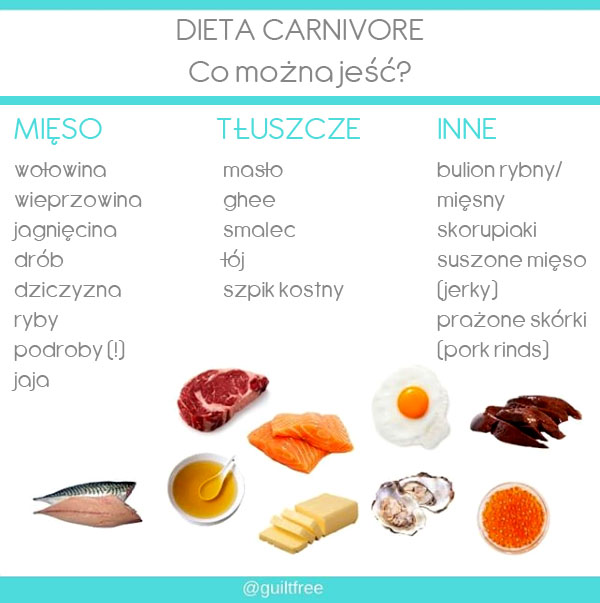 DIETA CARNIVORE
Co można jeść?
MIĘSO
wołowina
wieprzowina
jagnięcina
drób
dziczyzna
ryby
podroby (!)
jaja
TŁUSZCZE
masło
ghee
smalec
łój
szpik kostny
INNE
bulion rybny/
mięsny
skorupiaki
suszone mięso
(jerky)
prażone skórki
(pork rinds)
@guiltfree